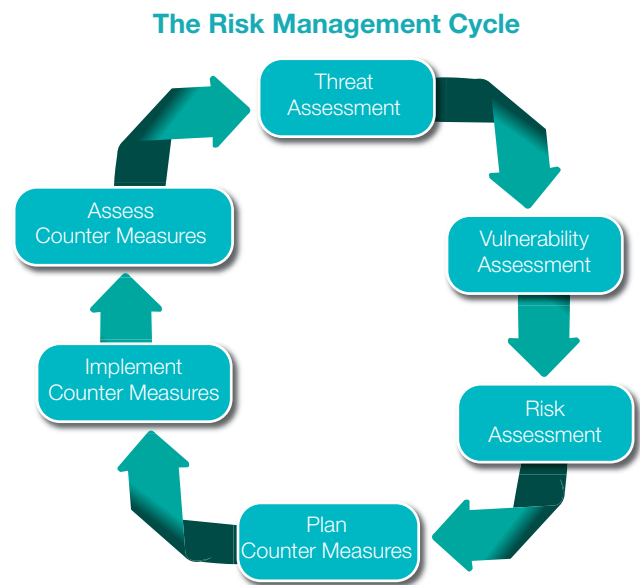 The Risk Management Cycle
Threat
Assessment
Vulnerability
Assessment
Risk
Assessment
Plan
Counter Measures
Implement
Counter Measures
Assess
Counter Measures